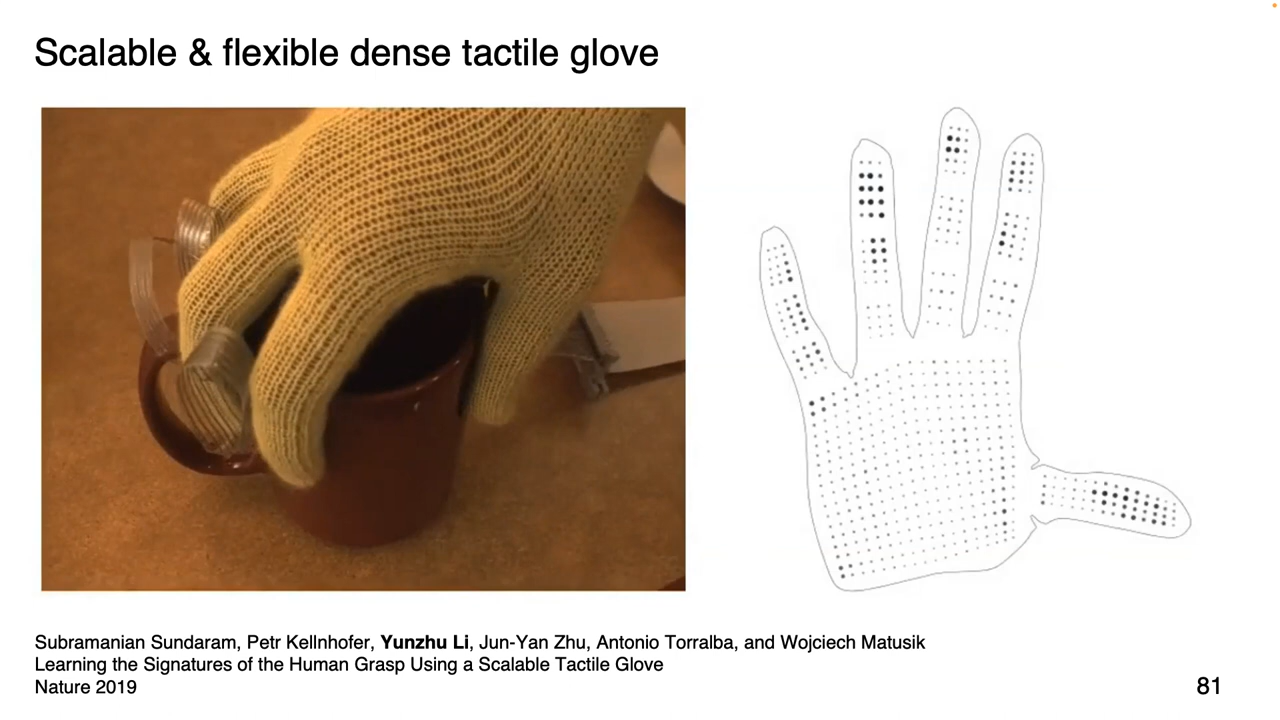 Scalable & flexible dense tactile glove
Subramanian Sundaram, Petr Kellnhofer, Yunzhu Li, Jun-Yan Zhu, Antonio Torralba, and Wojciech Matusik
Learning the Signatures of the Human Grasp Using a Scalable Tactile Glove
Nature 2019
81